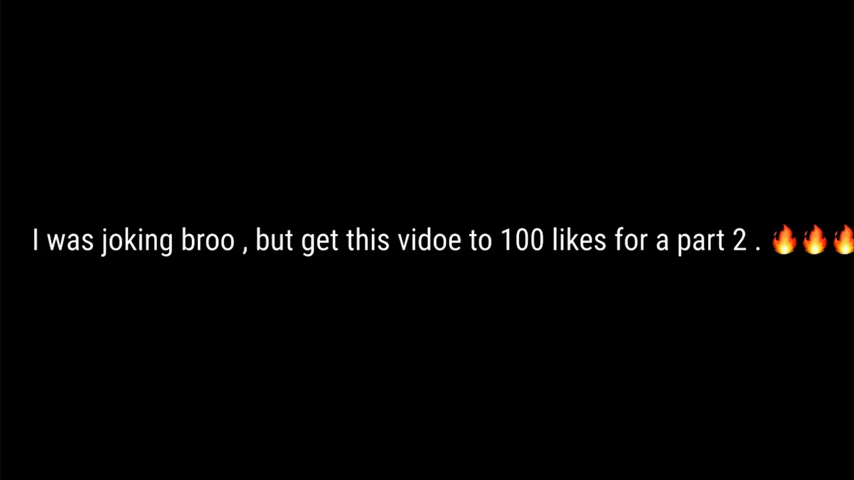 I was joking broo , but get this vidoe to 100 likes for a part 2 . 🔥🔥🔥